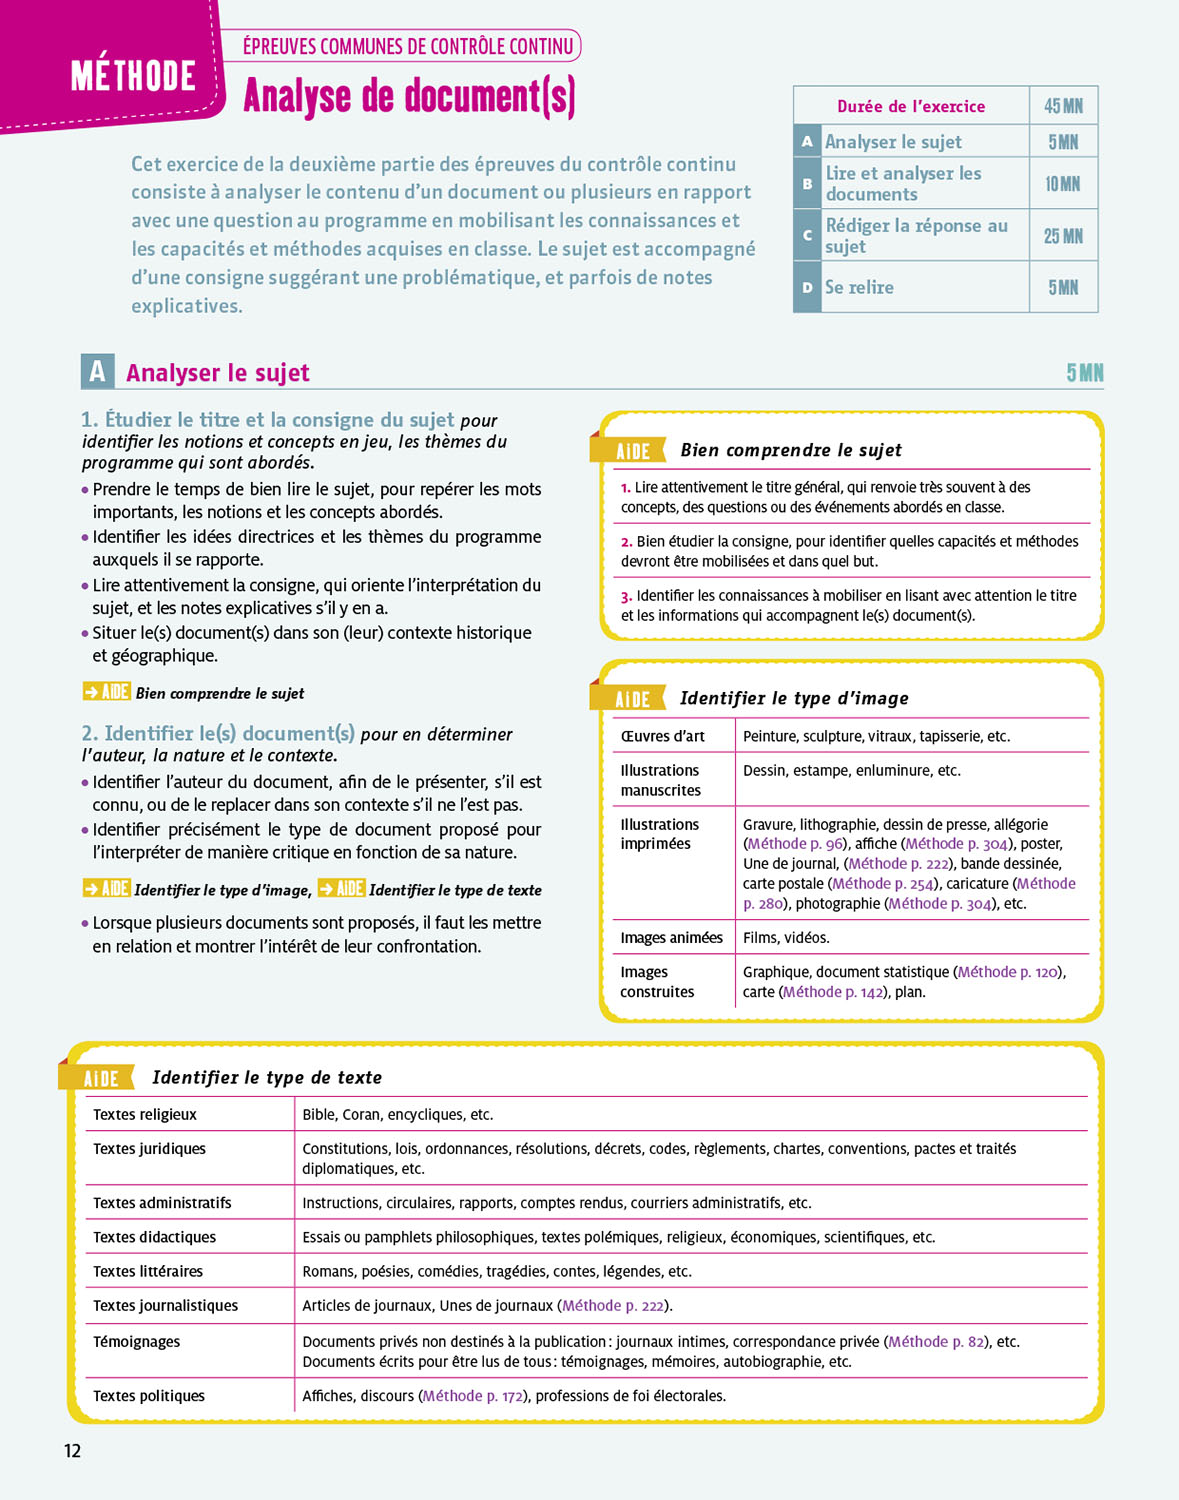 MÉTHODE
ÉPREUVES COMMUNES DE CONTRÔLE CONTINU
Analyse de document(s)
Cet exercice de la deuxième partie des épreuves du contrôle continu
consiste à analyser le contenu d’un document ou plusieurs en rapport
avec une question au programme en mobilisant les connaissances et
les capacités et méthodes acquises en classe. Le sujet est accompagné
d’une consigne suggérant une problématique, et parfois de notes
explicatives.
Durée de l’exercice 45 MN
A Analyser le sujet 5 MN
B Lire et analyser les
documents 10 MN
C Rédiger la réponse au
sujet 25 MN
D Se relire 5 MN
A Analyser le sujet 5 MN
1. Étudier le titre et la consigne du sujet pour
identifier les notions et concepts en jeu, les thèmes du
programme qui sont abordés.
• Prendre le temps de bien lire le sujet, pour repérer les mots
importants, les notions et les concepts abordés.
• Identifier les idées directrices et les thèmes du programme
auxquels il se rapporte.
• Lire attentivement la consigne, qui oriente l’interprétation du
sujet, et les notes explicatives s’il y en a.
• Situer le(s) document(s) dans son (leur) contexte historique
et géographique.
→ AIDE Bien comprendre le sujet
2. Identifier le(s) document(s) pour en déterminer
l’auteur, la nature et le contexte.
• Identifier l’auteur du document, afin de le présenter, s’il est
connu, ou de le replacer dans son contexte s’il ne l’est pas.
• Identifier précisément le type de document proposé pour
l’interpréter de manière critique en fonction de sa nature.
→ AIDE Identifier le type d’image, → AIDE Identifier le type de texte
• Lorsque plusieurs documents sont proposés, il faut les mettre
en relation et montrer l’intérêt de leur confrontation.
AIDE Bien comprendre le sujet
1. Lire attentivement le titre général, qui renvoie très souvent à des
concepts, des questions ou des événements abordés en classe.
2. Bien étudier la consigne, pour identifier quelles capacités et méthodes
devront être mobilisées et dans quel but.
3. Identifier les connaissances à mobiliser en lisant avec attention le titre
et les informations qui accompagnent le(s) document(s).
AIDE Identifier le type d’image
Œuvres d’art Peinture, sculpture, vitraux, tapisserie, etc.
Illustrations Dessin, estampe, enluminure, etc.
manuscrites
Illustrations Gravure, lithographie, dessin de presse, allégorie
imprimées (Méthode p. 96), affiche (Méthode p. 304), poster,
Une de journal, (Méthode p. 222), bande dessinée,
carte postale (Méthode p. 254), caricature (Méthode
p. 280), photographie (Méthode p. 304), etc.
Images animées Films, vidéos.
Images Graphique, document statistique (Méthode p. 120),
construites carte (Méthode p. 142), plan.
AIDE Identifier le type de texte
Textes religieux Bible, Coran, encycliques, etc.
Textes juridiques Constitutions, lois, ordonnances, résolutions, décrets, codes, règlements, chartes, conventions, pactes et traités
diplomatiques, etc.
Textes administratifs Instructions, circulaires, rapports, comptes rendus, courriers administratifs, etc.
Textes didactiques Essais ou pamphlets philosophiques, textes polémiques, religieux, économiques, scientifiques, etc.
Textes littéraires Romans, poésies, comédies, tragédies, contes, légendes, etc.
Textes journalistiques Articles de journaux, Unes de journaux (Méthode p. 222).
Témoignages Documents privés non destinés à la publication : journaux intimes, correspondance privée (Méthode p. 82), etc.
Documents écrits pour être lus de tous : témoignages, mémoires, autobiographie, etc.
Textes politiques Affiches, discours (Méthode p. 172), professions de foi électorales.
12